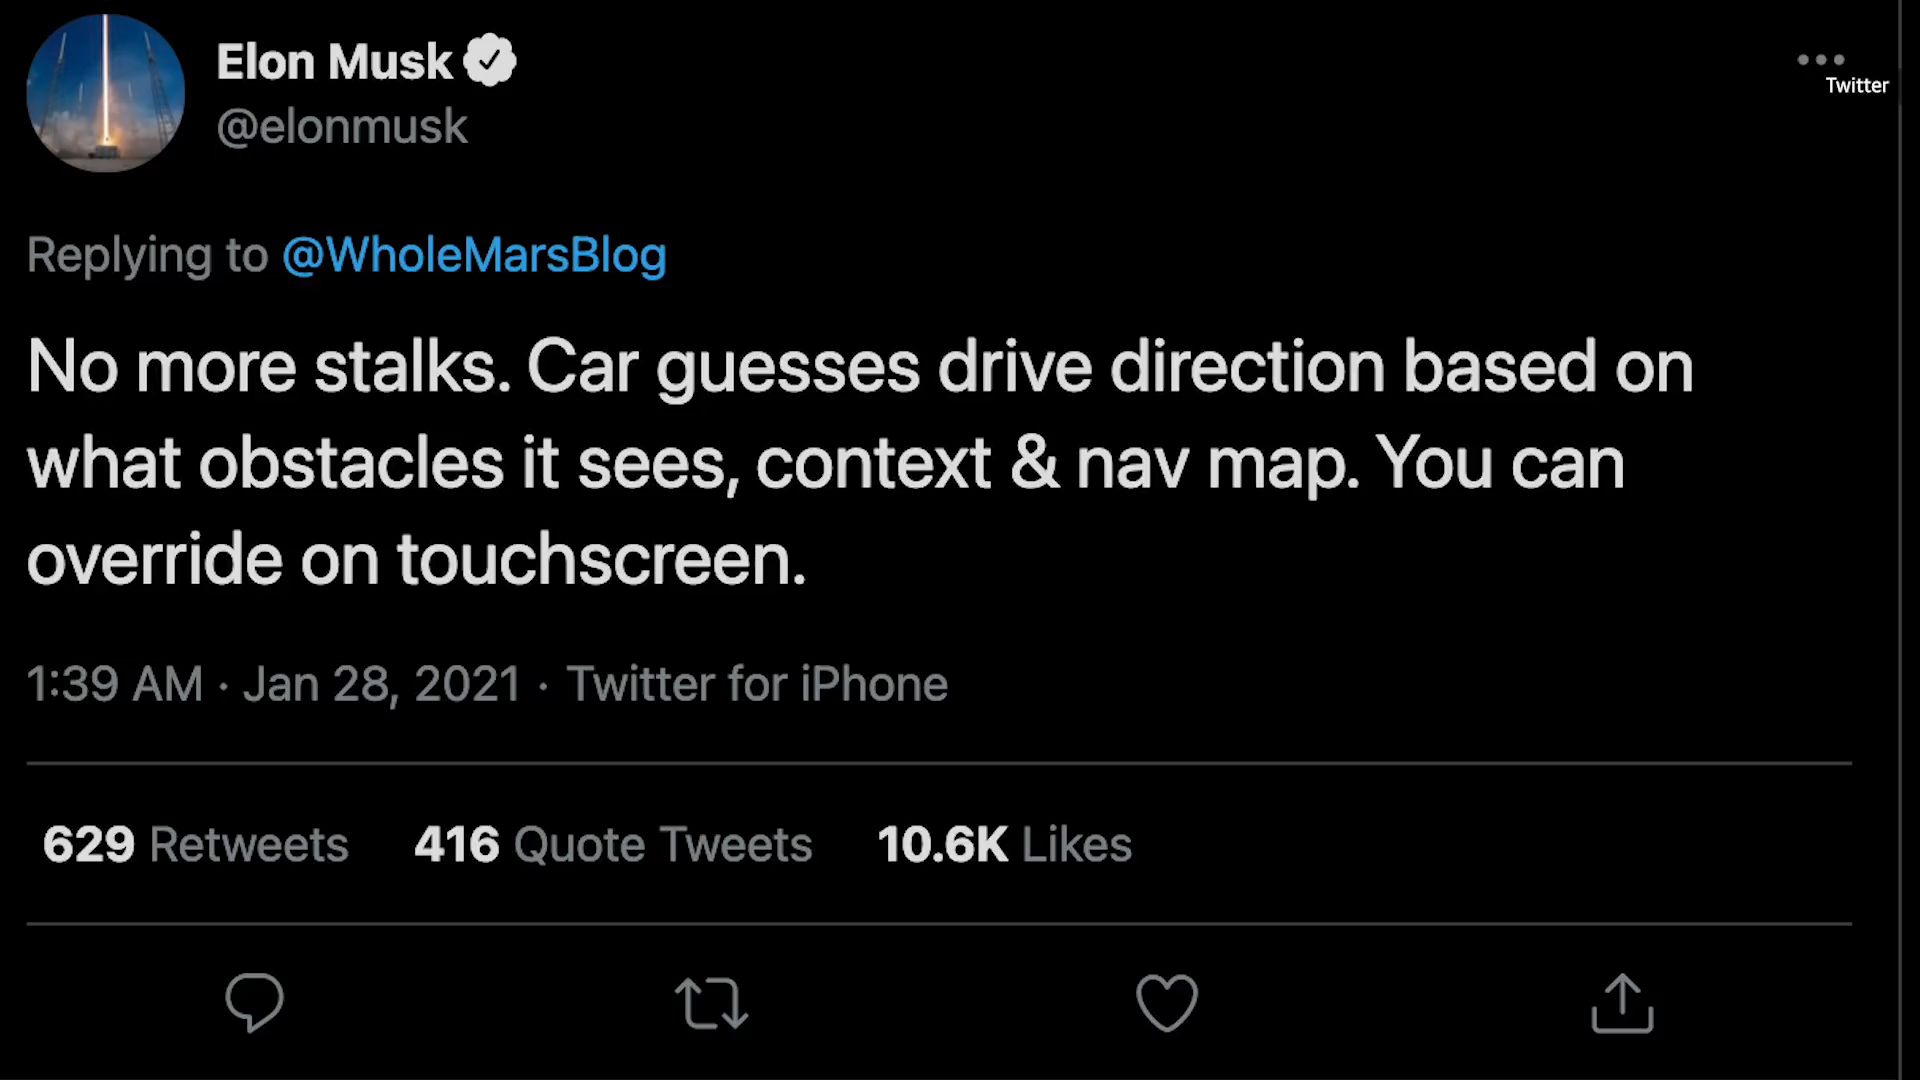 Elon Musk
@elonmusk
Twitter
Replying to @WholeMarsBlog
No more stalks. Car guesses drive direction based on
what obstacles it sees, context & nav map. You can
override on touchscreen.
1:39 AM · Jan 28, 2021 · Twitter for iPhone
629 Retweets 416 Quote Tweets 10.6K Likes